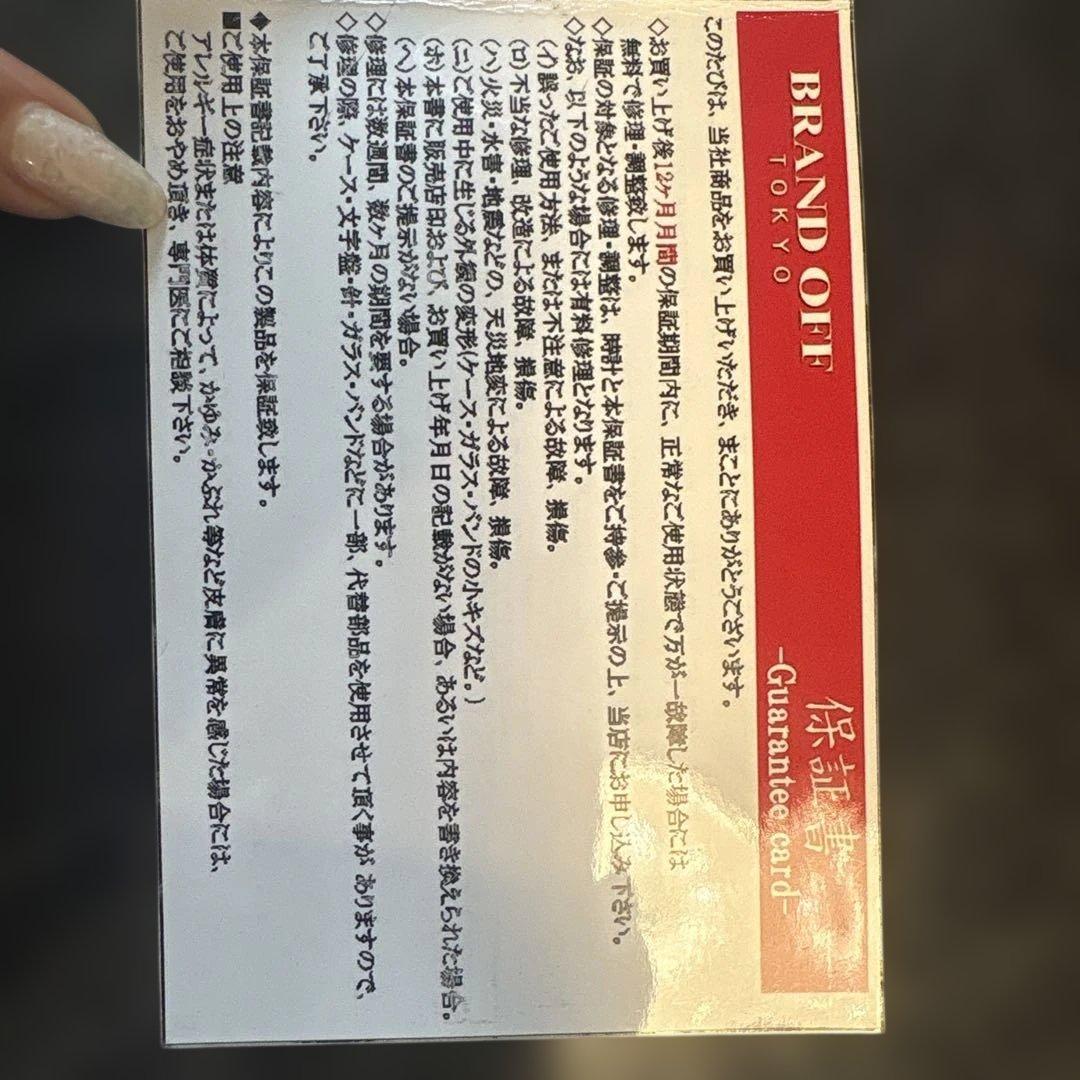 BRAND OFF
TOKYO
保証書
-Guarantee card-
このたびは、当社商品をお買い上げいただき、まことにありがとうございます。
◇お買い上げ後12ヶ月月間の保証期間内に、正常なご使用状態で万が一故障した場合には
無料で修理・調整致します。
◇保証の対象となる修理・調整は、時計と本保証書をご持参・ご提示の上、当店にお申し込み下さい。
◇なお、以下のような場合には有料修理となります。
(イ)誤ったご使用方法、または不注意による故障、損傷。
(ロ)不当な修理、改造による故障、損傷。
(ハ)火災・水害・地震などの、天災地変による故障、損傷。
(ニ)ご使用中に生じる外観の変形(ケース・ガラス・バンドの小キズなど。)
(ホ)本書に販売店印および、お買い上げ年月日の記載がない場合、あるいは内容を書き換えられた場合。
(ヘ)本保証書のご提示がない場合。
◇修理には数週間、数ヶ月の期間を要する場合があります。
◇修理の際、ケース・文字盤・針・ガラス・バンドなどに一部、代替部品を使用させて頂く事が ありますので、
ご了承下さい。
◆本保証書記載内容によりこの製品を保証致します。
■ご使用上の注意
アレルギー症状または体質によって、かゆみ・かぶれ等など皮膚に異常を感じた場合には、
ご使用をおやめ頂き、専門医にご相談下さい。